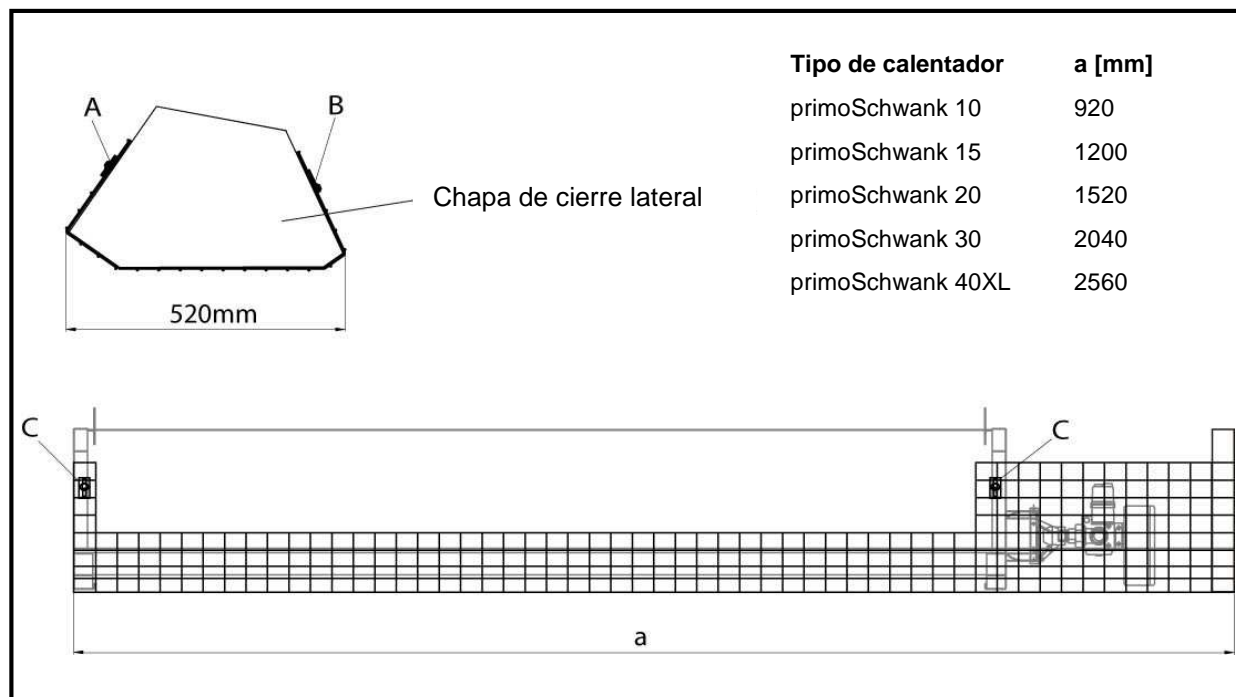 Tipo de calentador a [mm]
primoSchwank 10 920
primoSchwank 15 1200
primoSchwank 20 1520
primoSchwank 30 2040
primoSchwank 40XL 2560
A
B
Chapa de cierre lateral
520mm
C
C
a